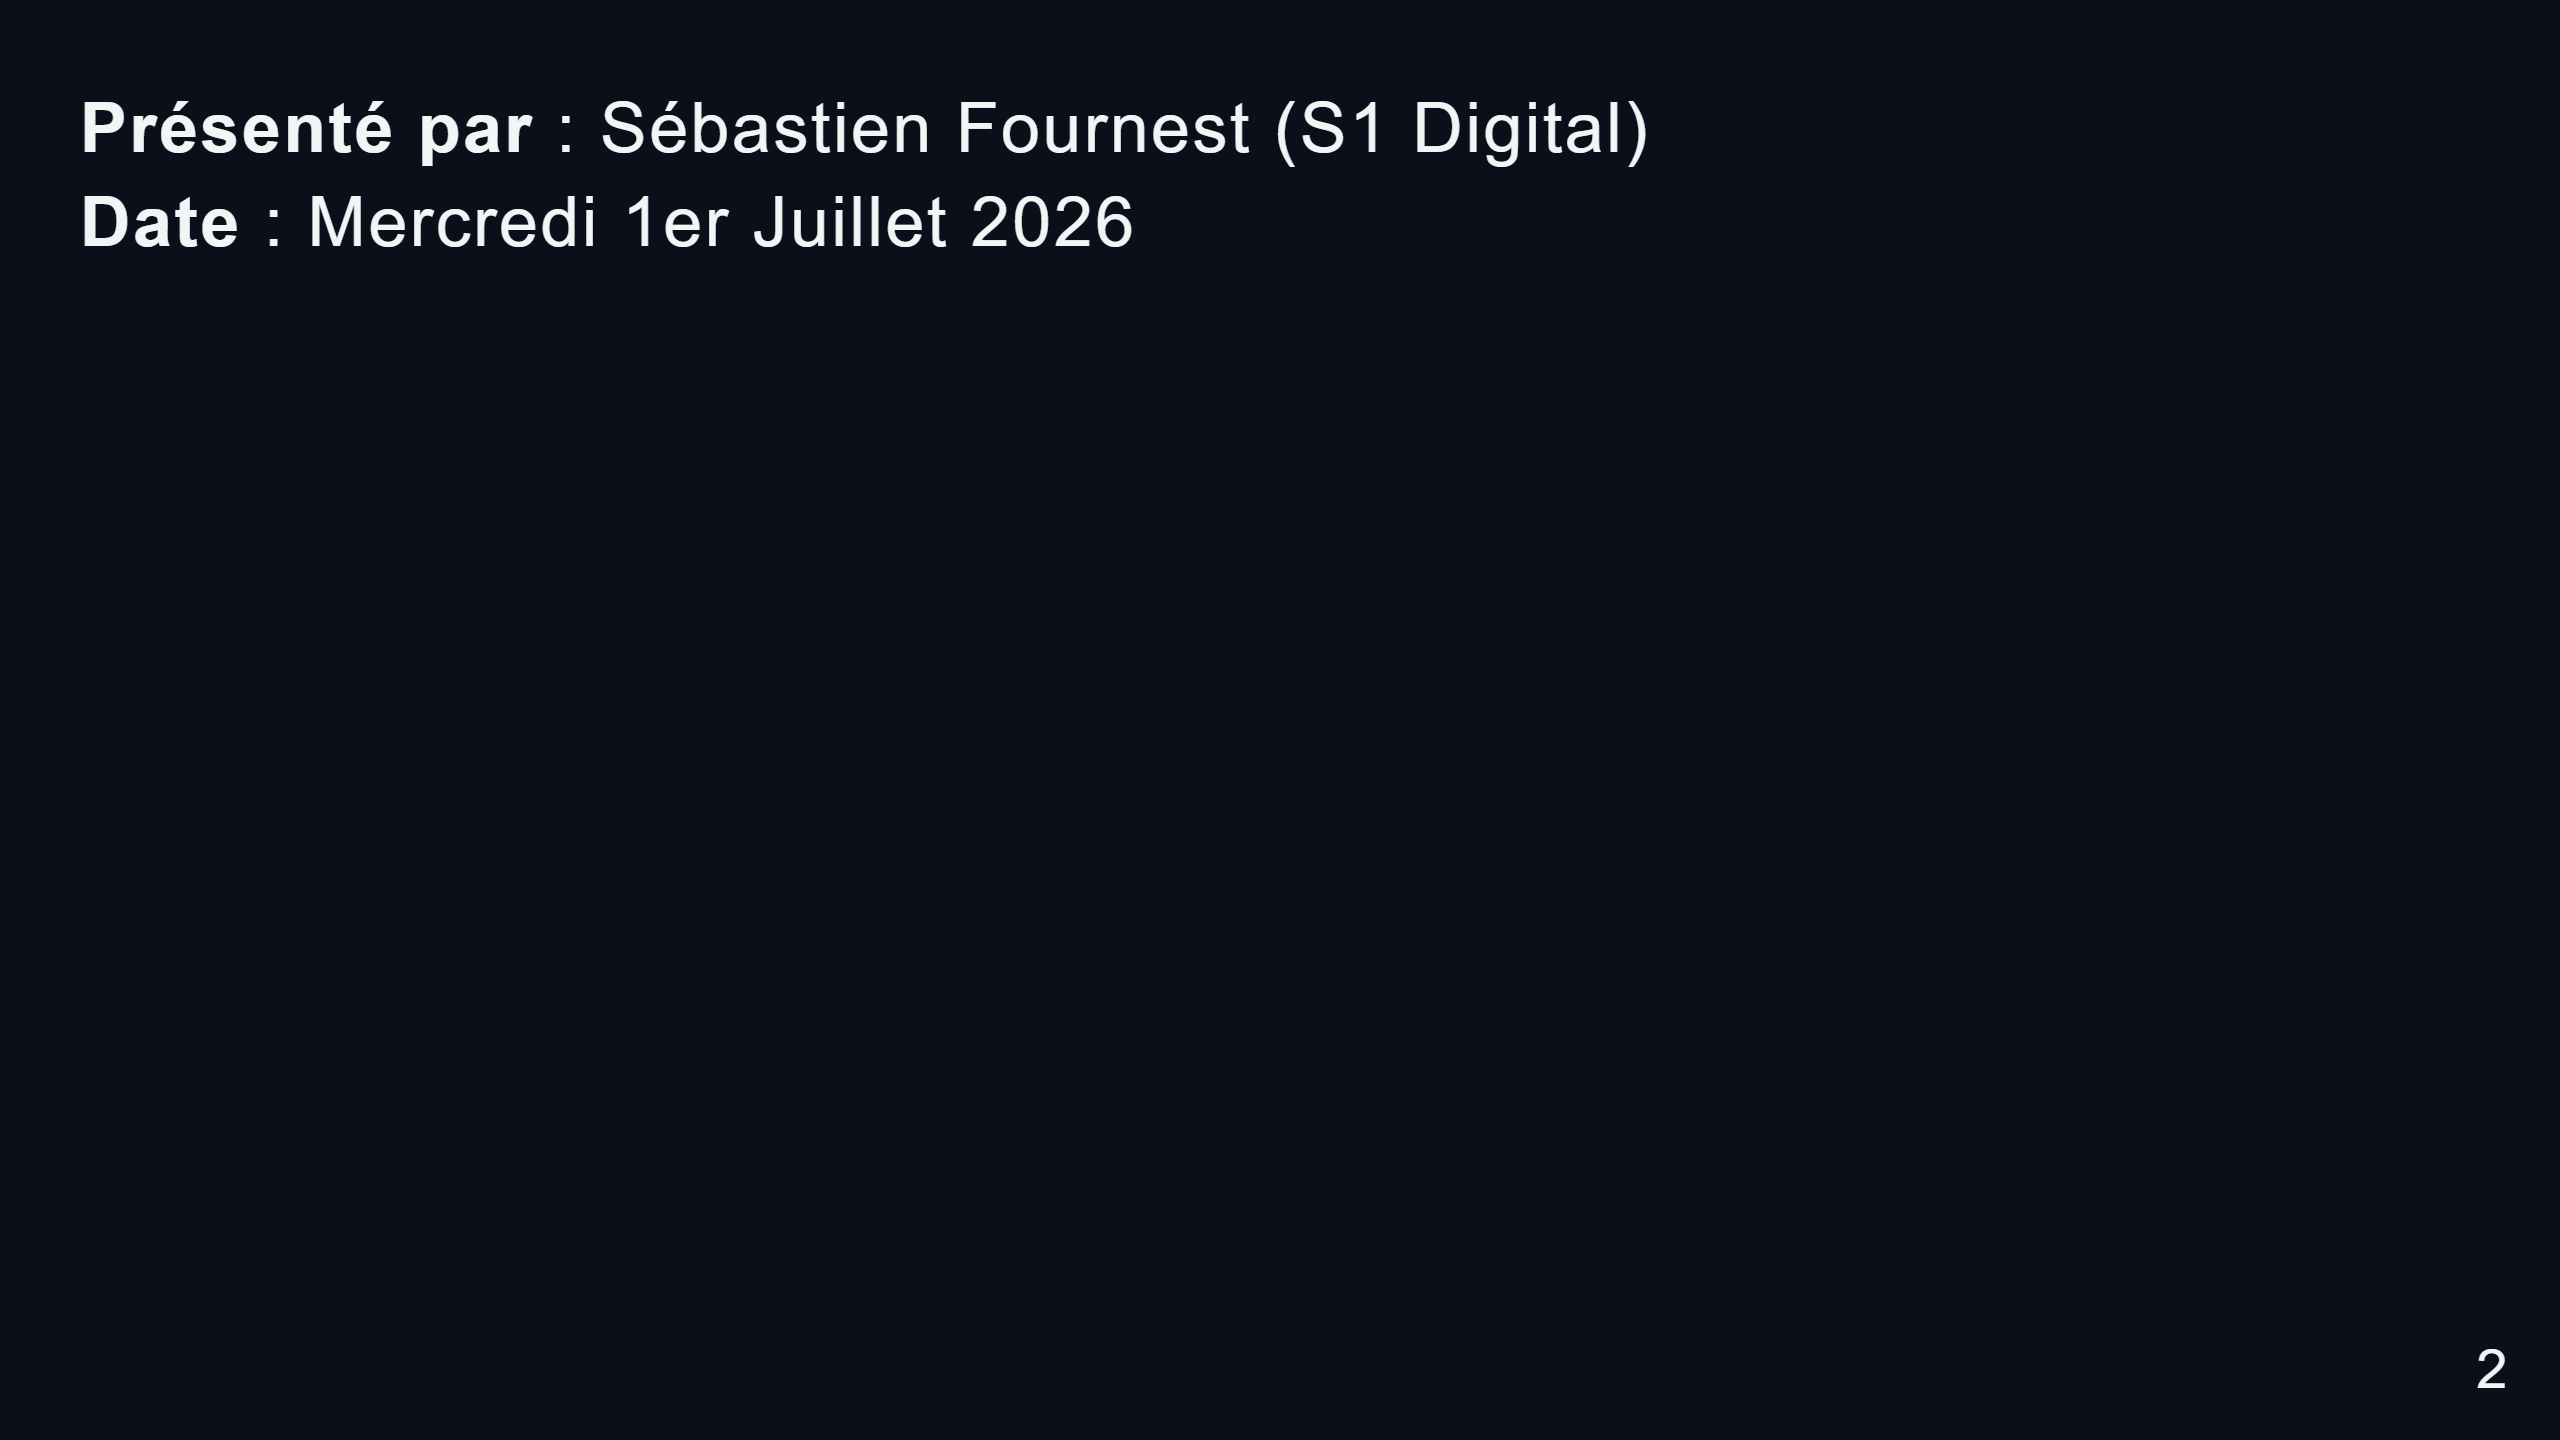 Présenté par : Sébastien Fournest (S1 Digital)
Date : Mercredi 1er Juillet 2026
2